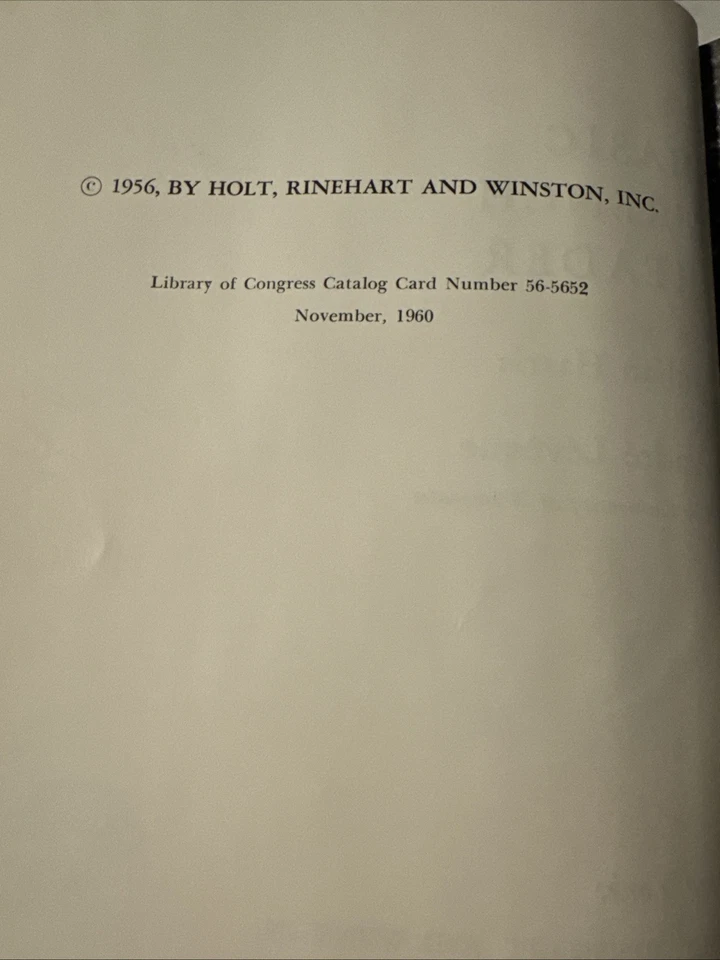 © 1956, BY HOLT, RINEHART AND WINSTON, INC.
Library of Congress Catalog Card Number 56-5652
November, 1960